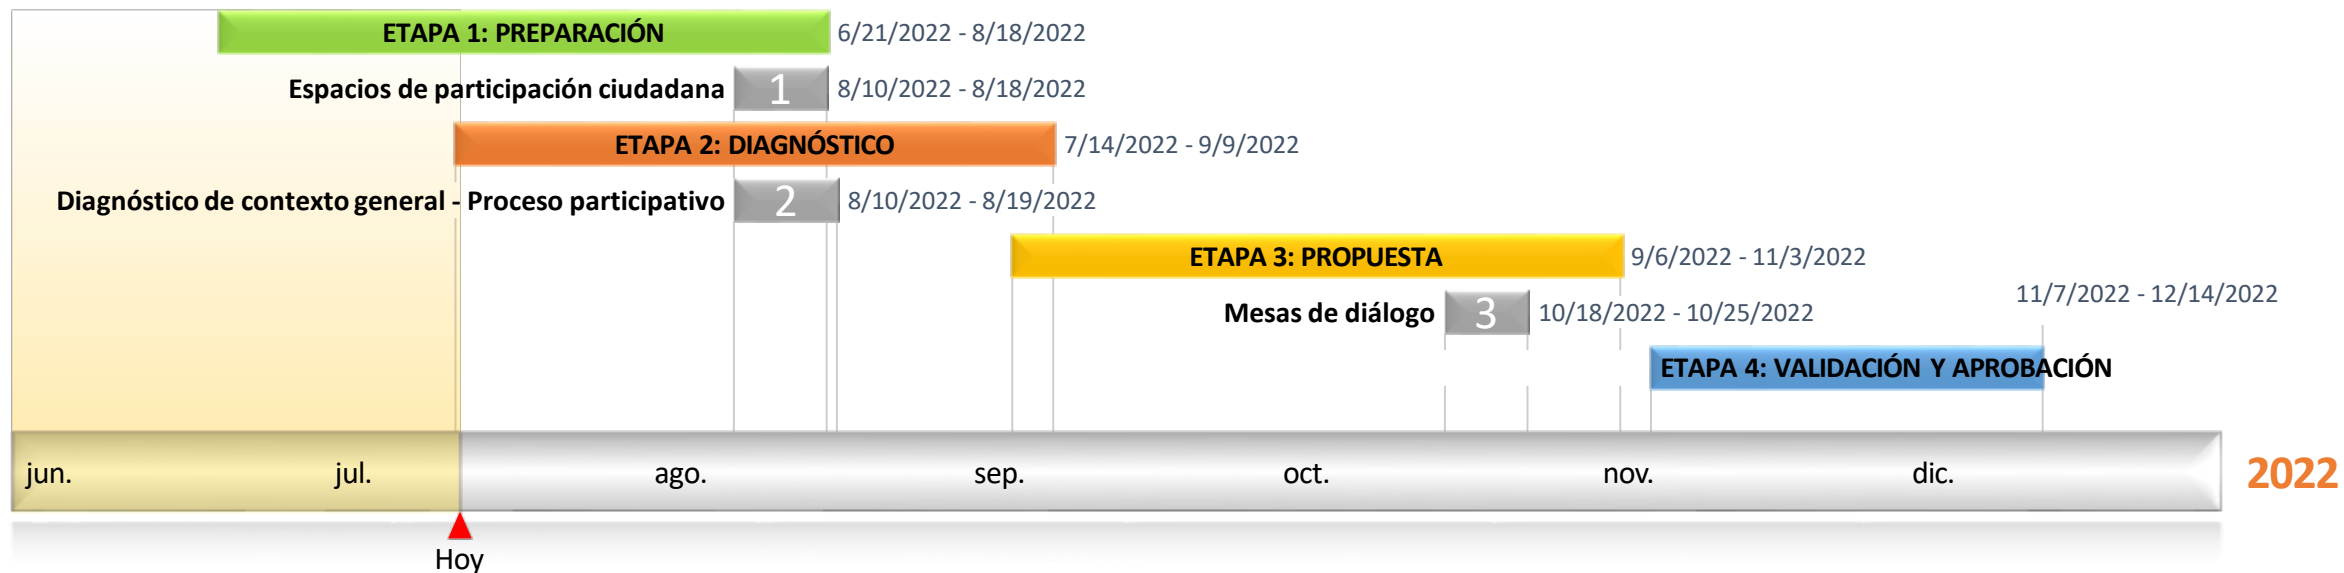 ETAPA 1: PREPARACIÓN 6/21/2022 - 8/18/2022
Espacios de participación ciudadana 1 8/10/2022 - 8/18/2022
ETAPA 2: DIAGNÓSTICO 7/14/2022 - 9/9/2022
Diagnóstico de contexto general - Proceso participativo 2 8/10/2022 - 8/19/2022
ETAPA 3: PROPUESTA 9/6/2022 - 11/3/2022
11/7/2022 - 12/14/2022
Mesas de diálogo 3 10/18/2022 - 10/25/2022
ETAPA 4: VALIDACIÓN Y APROBACIÓN
jun. jul. ago. sep. oct. nov. dic. 2022
Hoy